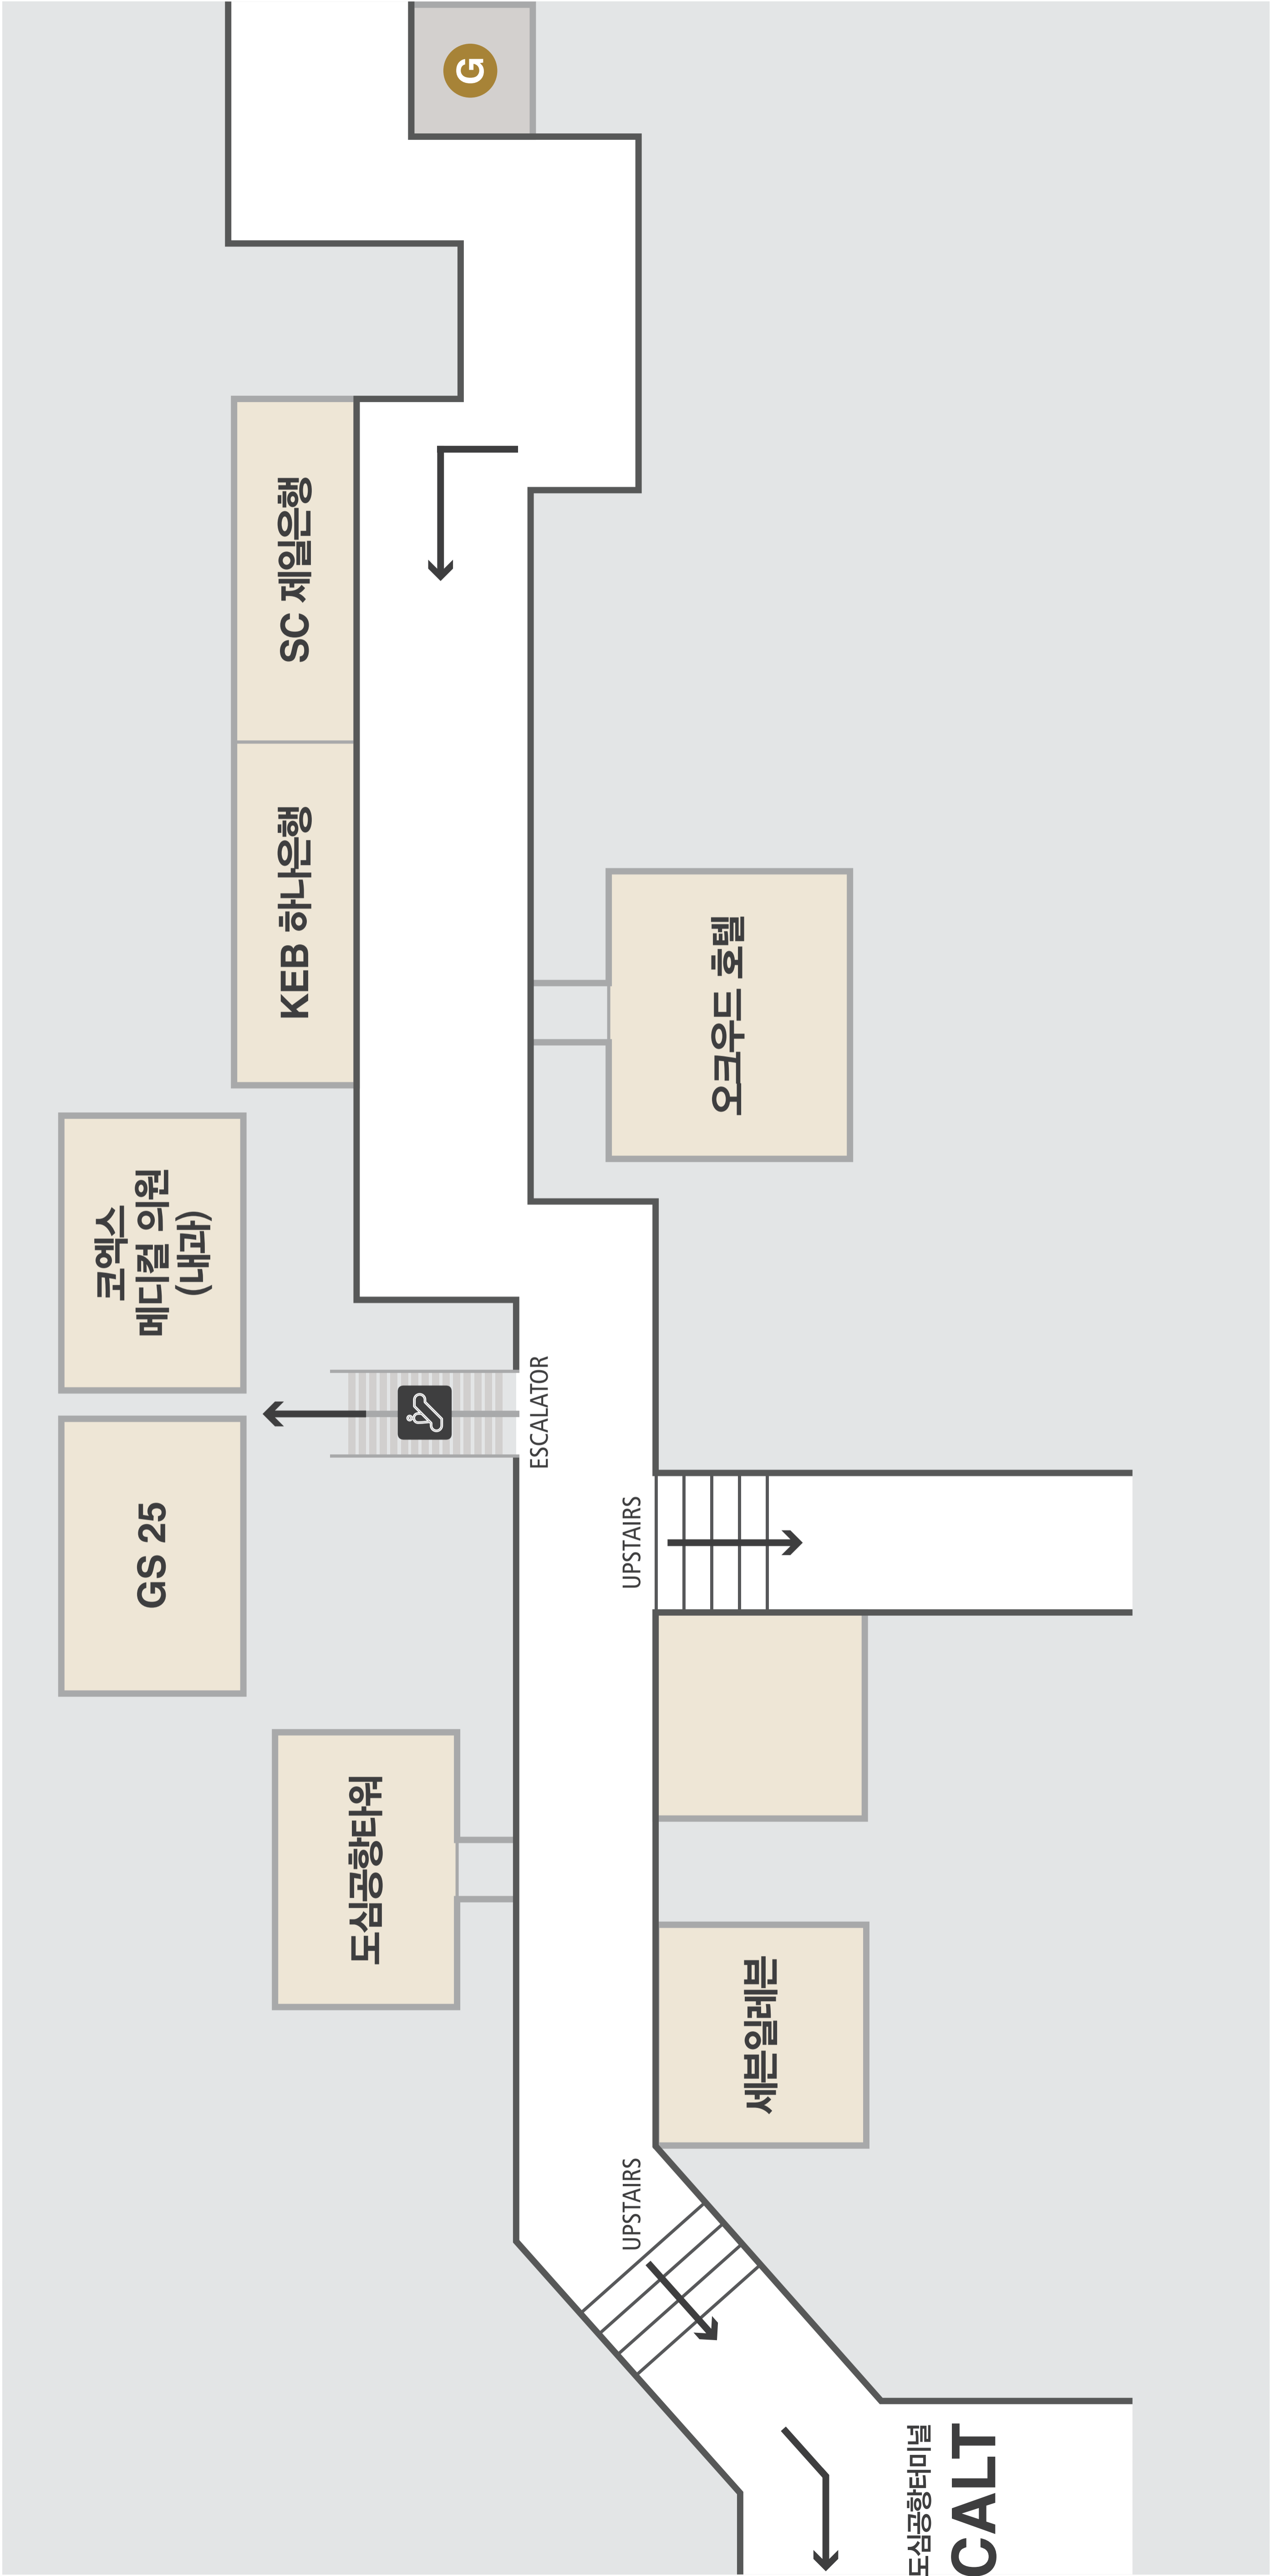 G
SC 제일은행
KEB 하나은행
오크우드 호텔
코엑스
메디컬 의원
(내과)
ESCALATOR
GS 25
UPSTAIRS
도심공항타워
세븐일레븐
UPSTAIRS
도심공항터미널
CALT